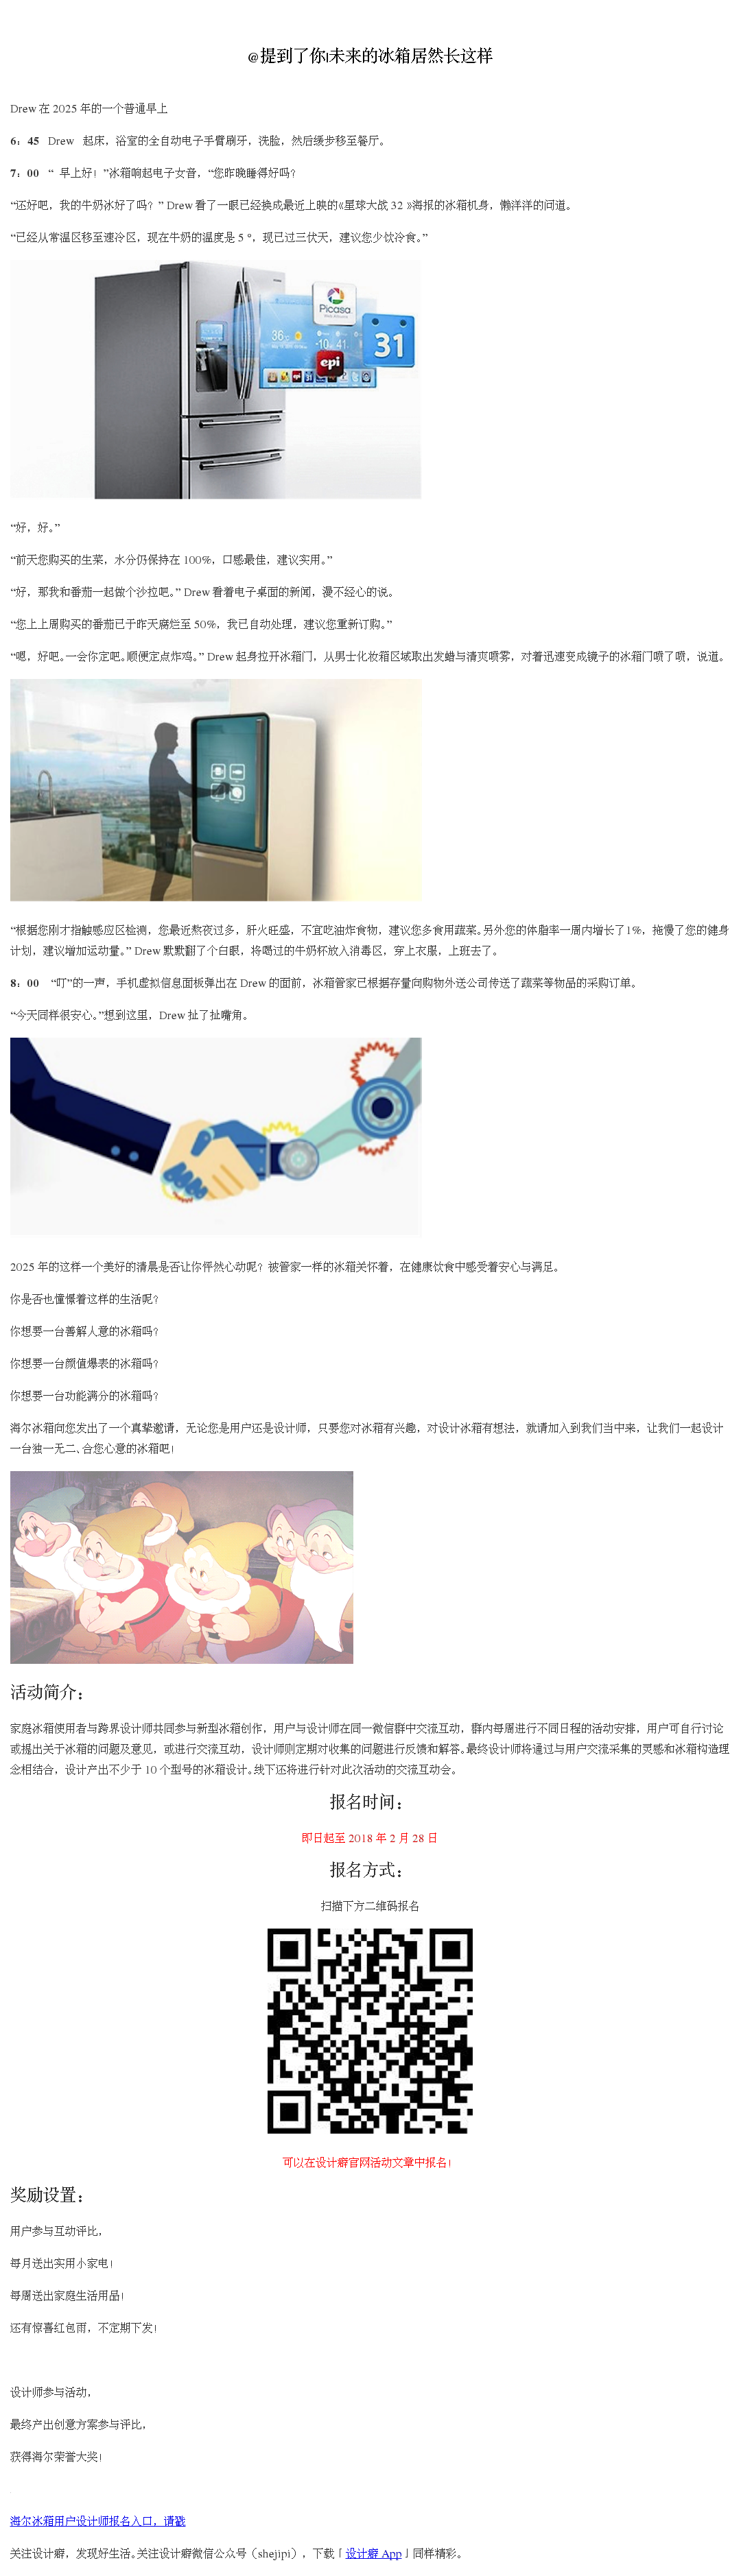 @提到了你|未来的冰箱居然长这样
Drew 在 2025 年的一个普通早上
6：45 Drew 起床，浴室的全自动电子手臂刷牙，洗脸，然后缓步移至餐厅。
7：00 “ 早上好！”冰箱响起电子女音，“您昨晚睡得好吗？
“还好吧，我的牛奶冰好了吗？” Drew 看了一眼已经换成最近上映的《星球大战 32 》海报的冰箱机身，懒洋洋的问道。
“已经从常温区移至速冷区，现在牛奶的温度是 5 °，现已过三伏天，建议您少饮冷食。”
Picasa
Web Albums
36°C
-10
41
31
epi
“好，好。”
“前天您购买的生菜，水分仍保持在 100%，口感最佳，建议实用。”
“好，那我和番茄一起做个沙拉吧。” Drew 看着电子桌面的新闻，漫不经心的说。
“您上上周购买的番茄已于昨天腐烂至 50%，我已自动处理，建议您重新订购。”
“嗯，好吧。一会你定吧。顺便定点炸鸡。” Drew 起身拉开冰箱门，从男士化妆箱区域取出发蜡与清爽喷雾，对着迅速变成镜子的冰箱门喷了喷，说道。
“根据您刚才指触感应区检测，您最近熬夜过多，肝火旺盛，不宜吃油炸食物，建议您多食用蔬菜。另外您的体脂率一周内增长了1%，拖慢了您的健身
计划，建议增加运动量。” Drew 默默翻了个白眼，将喝过的牛奶杯放入消毒区，穿上衣服，上班去了。
8：00 “叮”的一声，手机虚拟信息面板弹出在 Drew 的面前，冰箱管家已根据存量向购物外送公司传送了蔬菜等物品的采购订单。
“今天同样很安心。”想到这里，Drew 扯了扯嘴角。
2025 年的这样一个美好的清晨是否让你怦然心动呢？被管家一样的冰箱关怀着，在健康饮食中感受着安心与满足。
你是否也憧憬着这样的生活呢？
你想要一台善解人意的冰箱吗？
你想要一台颜值爆表的冰箱吗？
你想要一台功能满分的冰箱吗？
海尔冰箱向您发出了一个真挚邀请，无论您是用户还是设计师，只要您对冰箱有兴趣，对设计冰箱有想法，就请加入到我们当中来，让我们一起设计
一台独一无二、合您心意的冰箱吧！
活动简介：
家庭冰箱使用者与跨界设计师共同参与新型冰箱创作，用户与设计师在同一微信群中交流互动，群内每周进行不同日程的活动安排，用户可自行讨论
或提出关于冰箱的问题及意见，或进行交流互动，设计师则定期对收集的问题进行反馈和解答。最终设计师将通过与用户交流采集的灵感和冰箱构造理
念相结合，设计产出不少于 10 个型号的冰箱设计。线下还将进行针对此次活动的交流互动会。
报名时间：
即日起至 2018 年 2 月 28 日
报名方式：
扫描下方二维码报名
可以在设计癖官网活动文章中报名！
奖励设置：
用户参与互动评比，
每月送出实用小家电！
每周送出家庭生活用品！
还有惊喜红包雨，不定期下发！
设计师参与活动，
最终产出创意方案参与评比，
获得海尔荣誉大奖！
海尔冰箱用户设计师报名入口，请戳
关注设计癖，发现好生活。关注设计癖微信公众号（shejipi），下载「设计癖 App」同样精彩。